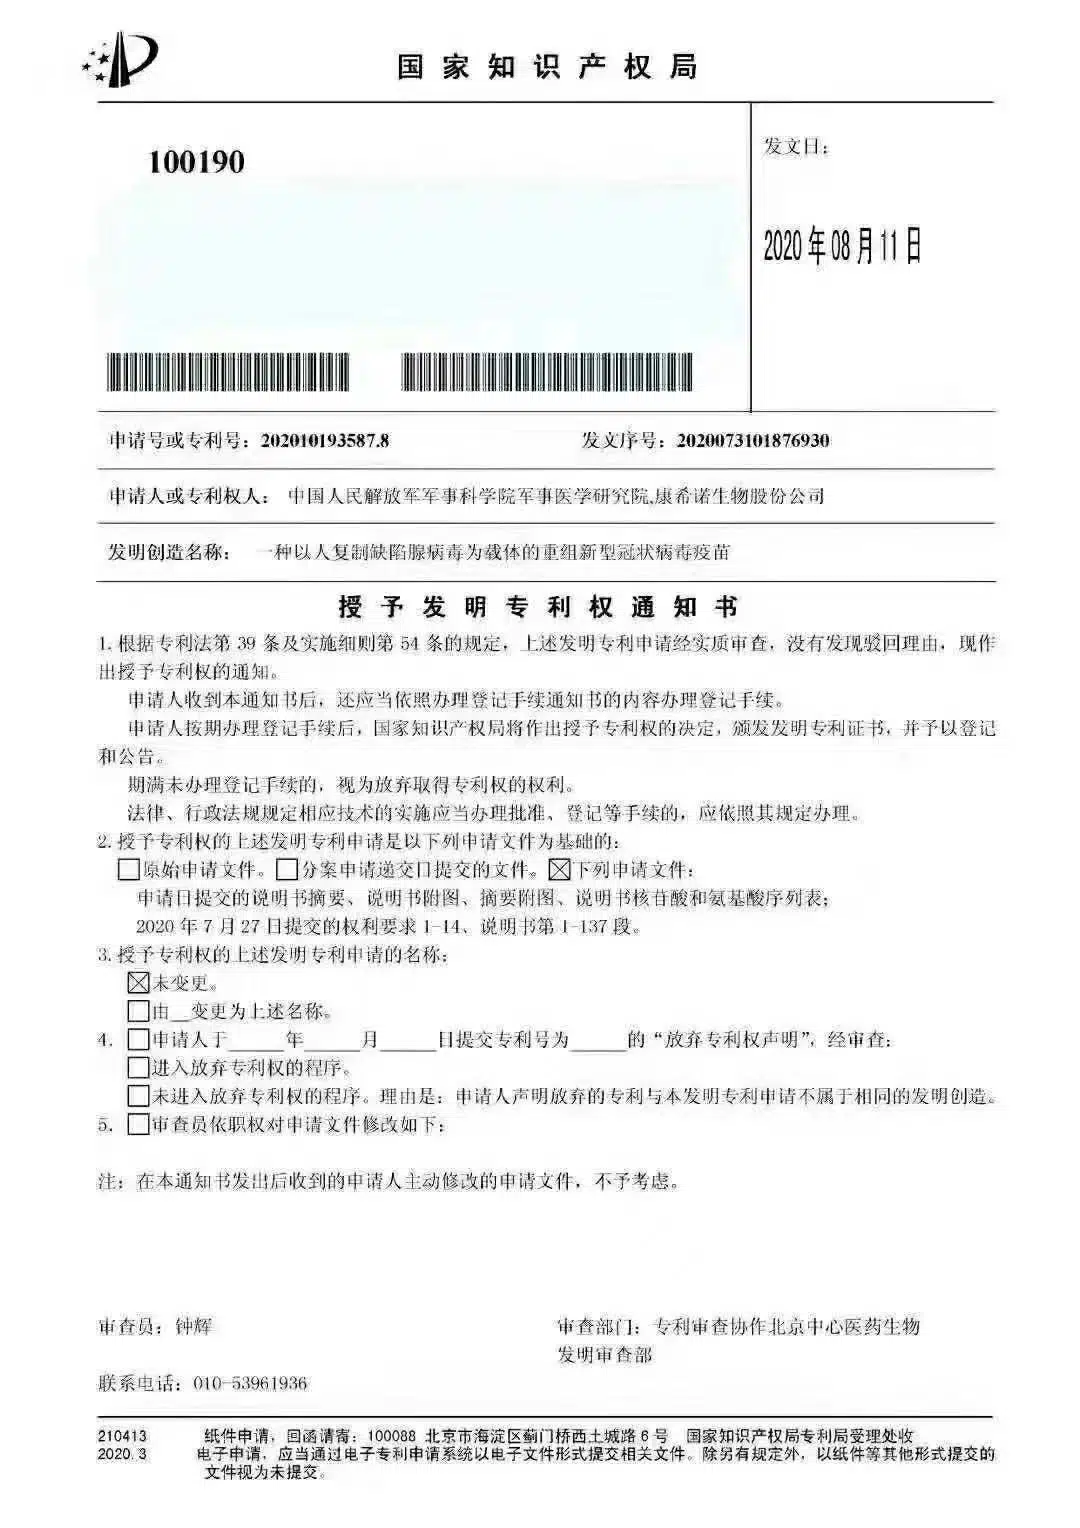 国家知识产权局
100190
发文日:
2020年08月11日
申请号或专利号：202010193587.8
发文序号：2020073101876930
申请人或专利权人： 中国人民解放军军事科学院军事医学研究院,康希诺生物股份公司
发明创造名称： 一种以人复制缺陷腺病毒为载体的重组新型冠状病毒疫苗
授予发明专利权通知书
1.根据专利法第 39 条及实施细则第 54 条的规定，上述发明专利申请经实质审查，没有发现驳回理由，现作
出授予专利权的通知。
申请人收到本通知书后，还应当依照办理登记手续通知书的内容办理登记手续。
申请人按期办理登记手续后，国家知识产权局将作出授予专利权的决定，颁发发明专利证书，并予以登记
和公告。
期满未办理登记手续的，视为放弃取得专利权的权利。
法律、行政法规规定相应技术的实施应当办理批准、登记等手续的，应依照其规定办理。
2.授予专利权的上述发明专利申请是以下列申请文件为基础的：
□原始申请文件。□分案申请递交日提交的文件。☒下列申请文件：
申请日提交的说明书摘要、说明书附图、摘要附图、说明书核苷酸和氨基酸序列表；
2020 年 7 月 27 日提交的权利要求 1-14、说明书第 1-137 段。
3.授予专利权的上述发明专利申请的名称：
☒未变更。
□由__变更为上述名称。
4. □申请人于______年______月______日提交专利号为______的“放弃专利权声明”，经审查：
□进入放弃专利权的程序。
□未进入放弃专利权的程序。理由是：申请人声明放弃的专利与本发明专利申请不属于相同的发明创造。
5. □审查员依职权对申请文件修改如下：
注：在本通知书发出后收到的申请人主动修改的申请文件，不予考虑。
审查员：钟辉
审查部门：专利审查协作北京中心医药生物
发明审查部
联系电话：010-53961936
210413 纸件申请，回函请寄：100088 北京市海淀区蓟门桥西土城路 6 号 国家知识产权局专利局受理处收
2020.3 电子申请，应当通过电子专利申请系统以电子文件形式提交相关文件。除另有规定外，以纸件等其他形式提交的
文件视为未提交。